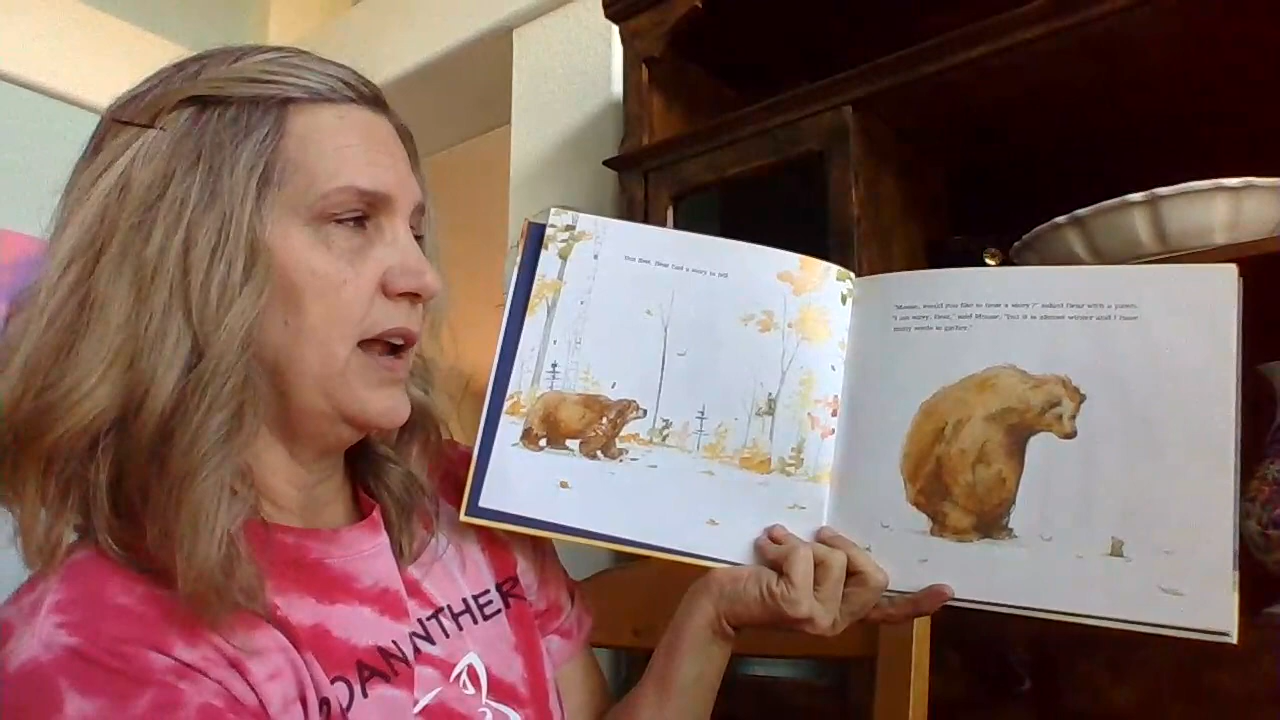 But first, Bear had a story to tell.
"Mouse, would you like to hear a story?" asked Bear with a yawn.
"I am sorry, Bear," said Mouse, "but it is almost winter and I have
many seeds to gather."
PANNTHER